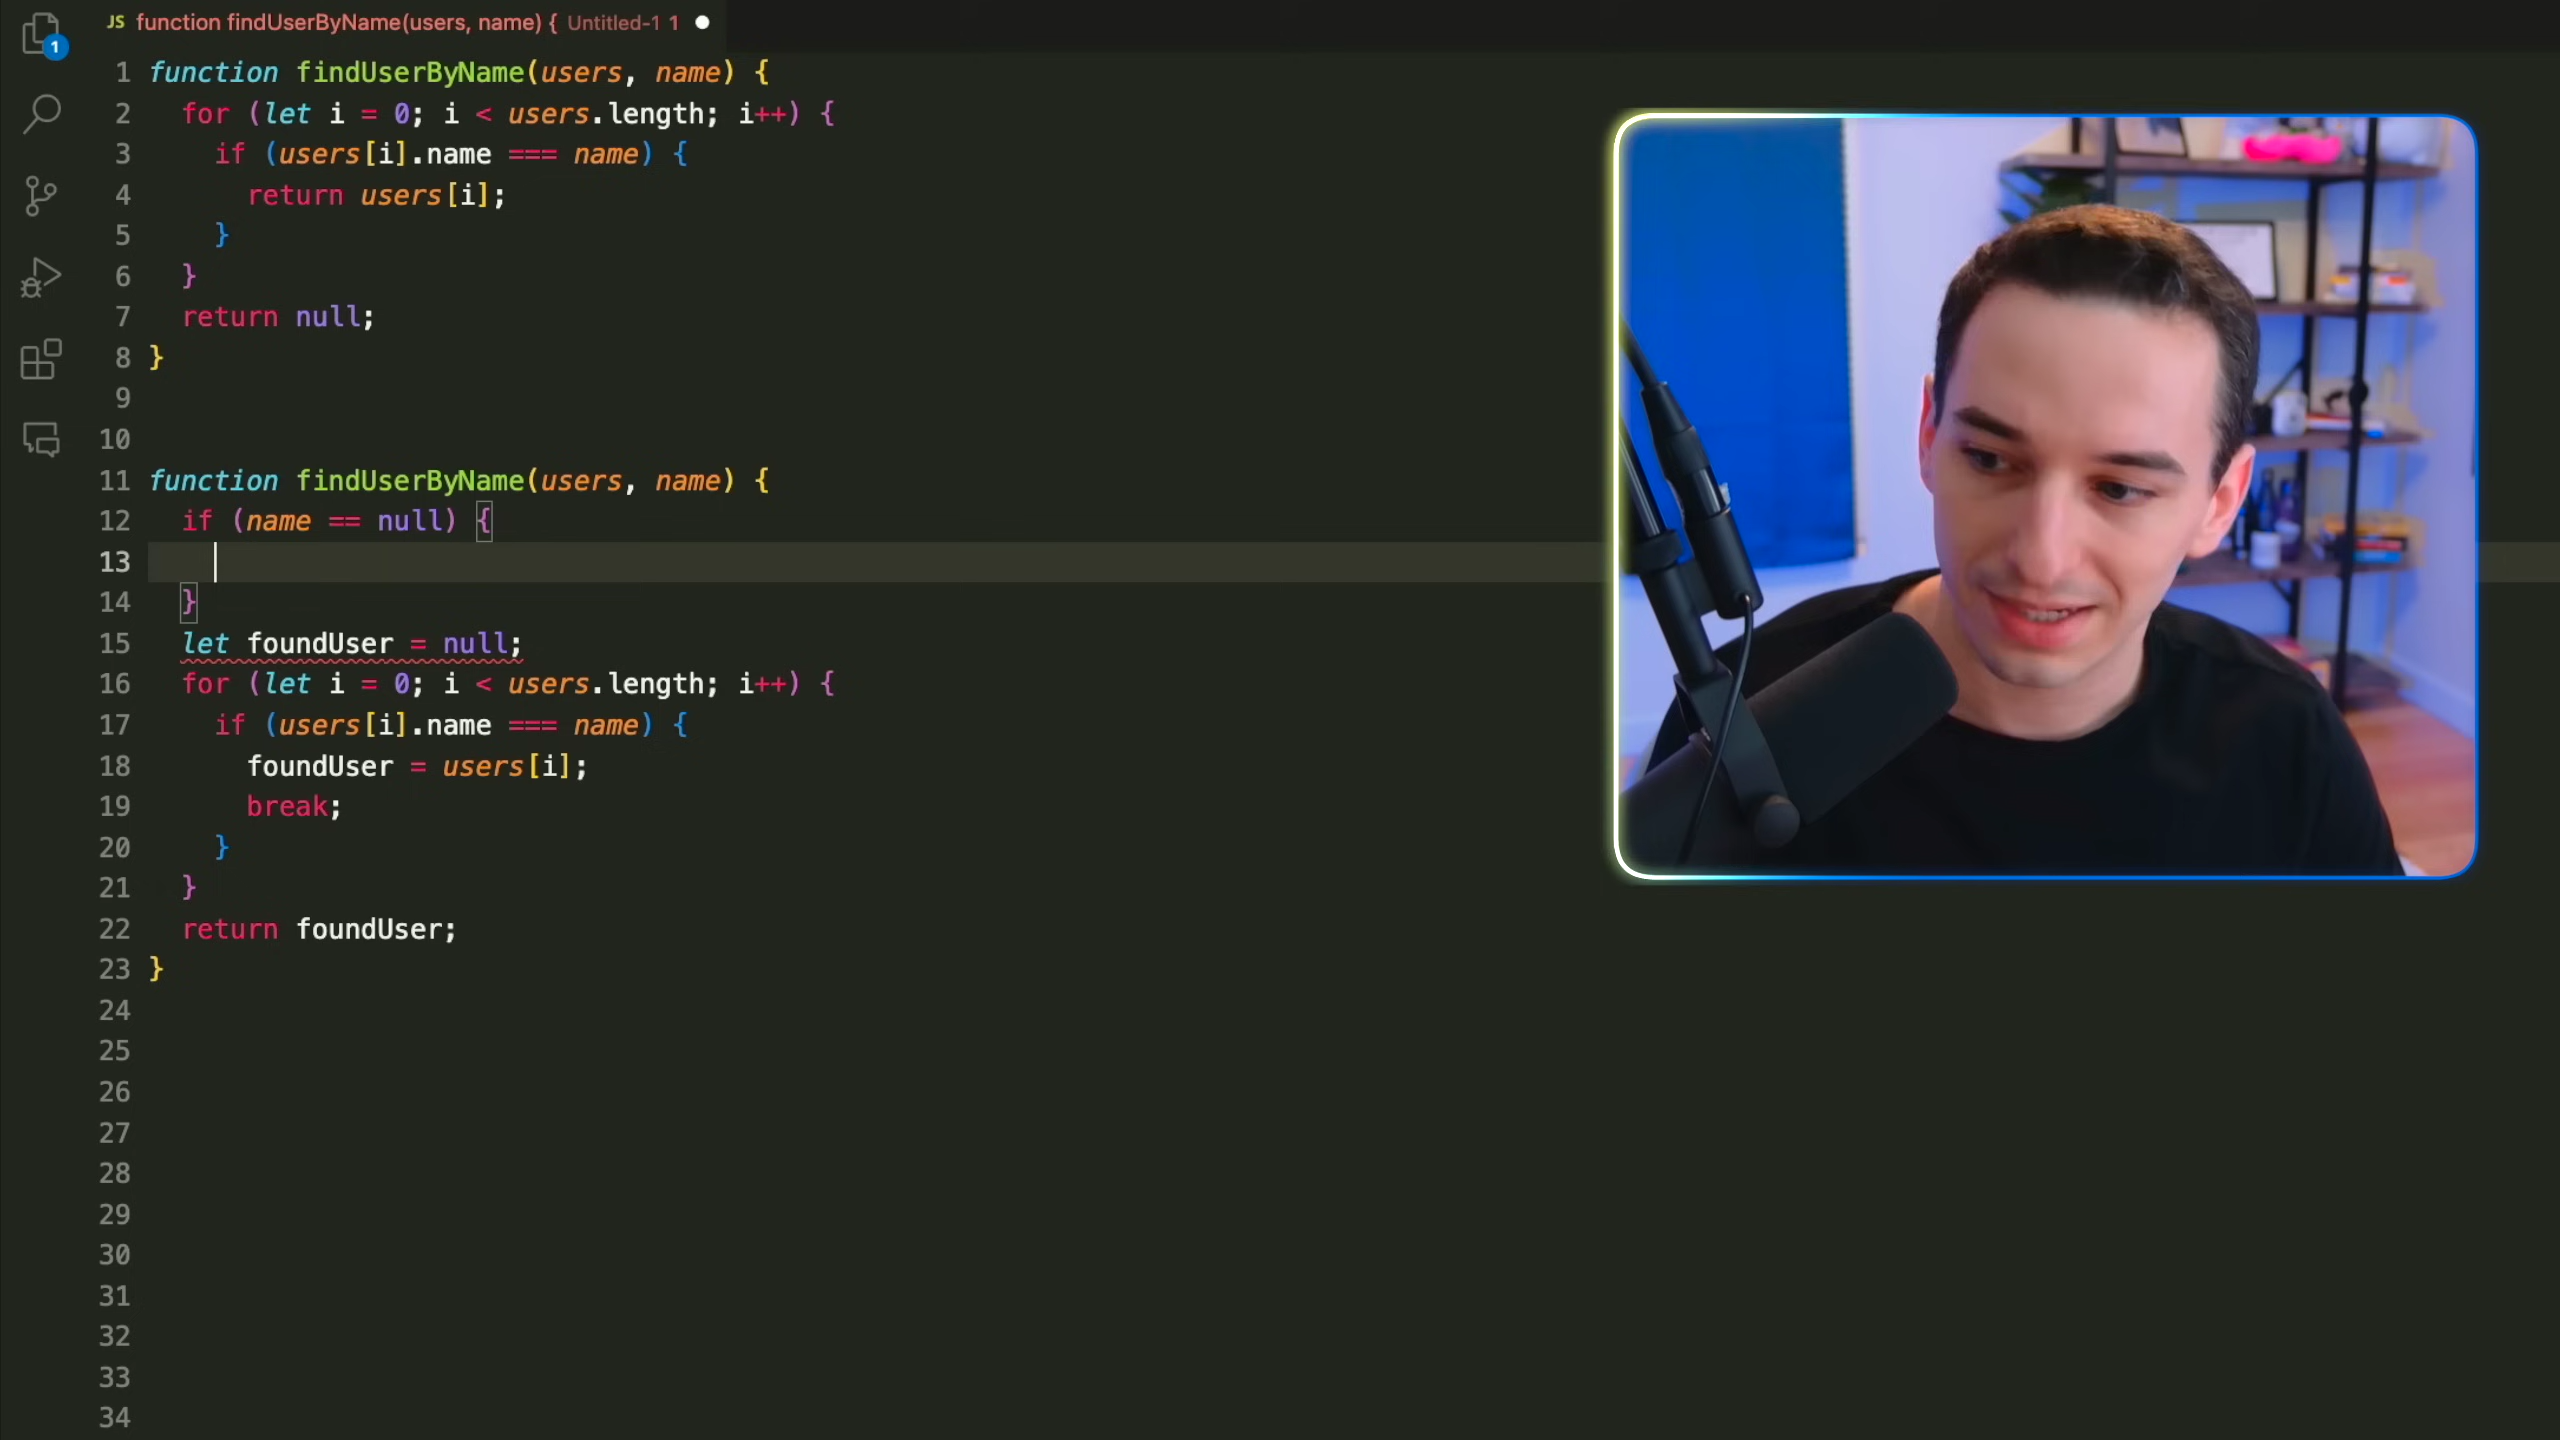 1
JS function findUserByName(users, name) { Untitled-1 1
1 function findUserByName(users, name) {
2 for (let i = 0; i < users.length; i++) {
3 if (users[i].name === name) {
4 return users[i];
5 }
6 }
7 return null;
8 }
9
10
11 function findUserByName(users, name) {
12 if (name == null) {
13
14 }
15 let foundUser = null;
16 for (let i = 0; i < users.length; i++) {
17 if (users[i].name === name) {
18 foundUser = users[i];
19 break;
20 }
21 }
22 return foundUser;
23 }
24
25
26
27
28
29
30
31
32
33
34